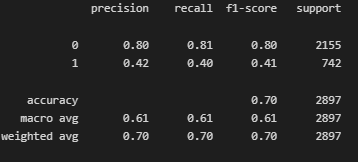 precision recall f1-score support
0 0.80 0.81 0.80 2155
1 0.42 0.40 0.41 742
accuracy 0.70 2897
macro avg 0.61 0.61 0.61 2897
weighted avg 0.70 0.70 0.70 2897